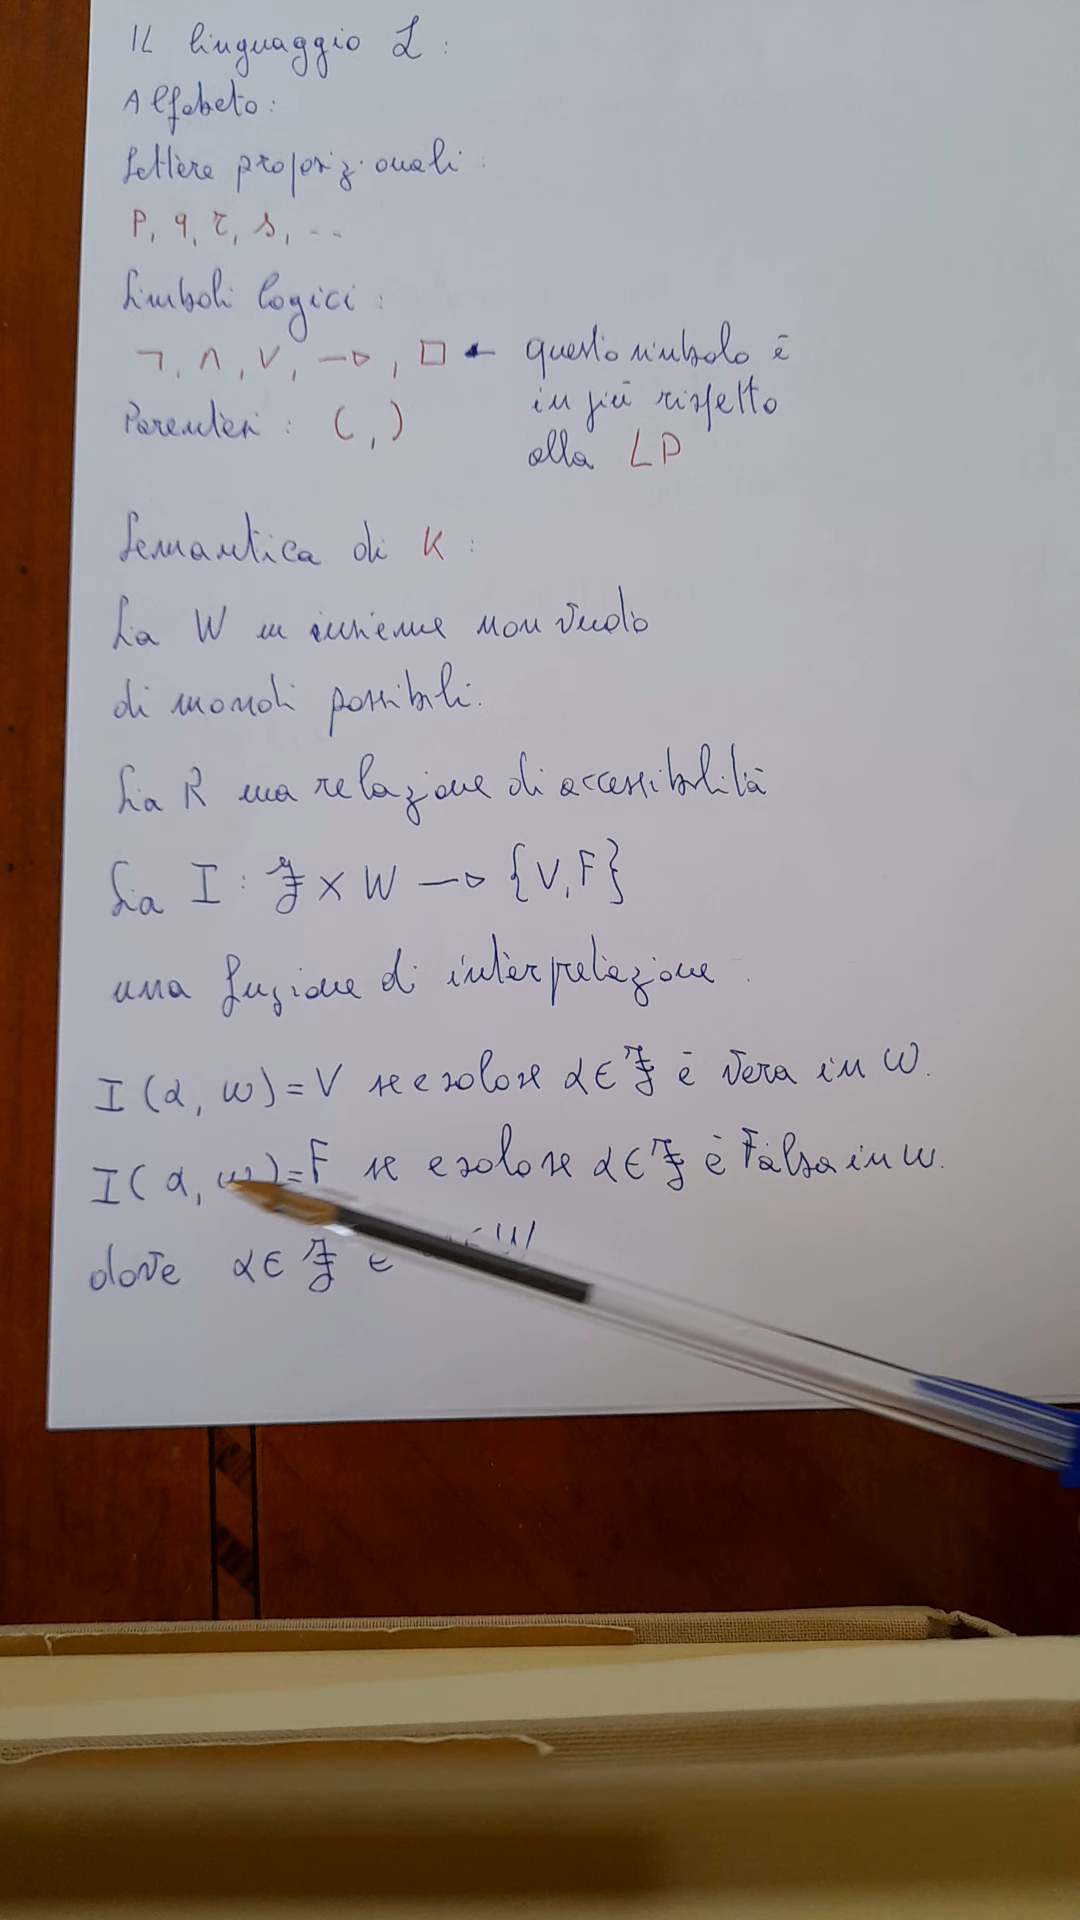 IL linguaggio L:
Alfabeto:
Lettere proposizionali:
p, q, r, s, ...
Simboli logici:
¬, ∧, ∨, →, □ ← questo simbolo è
in più rispetto
Parentesi: (, )
alla LP
Semantica di K:
Sia W un insieme non vuoto
di mondi possibili.
Sia R una relazione di accessibilità
Sia I: F × W → {V, F}
una funzione di interpretazione.
I(α, w) = V se e solo se α ∈ F è vera in w.
I(α, w) = F se e solo se α ∈ F è falsa in w.
dove α ∈ F e